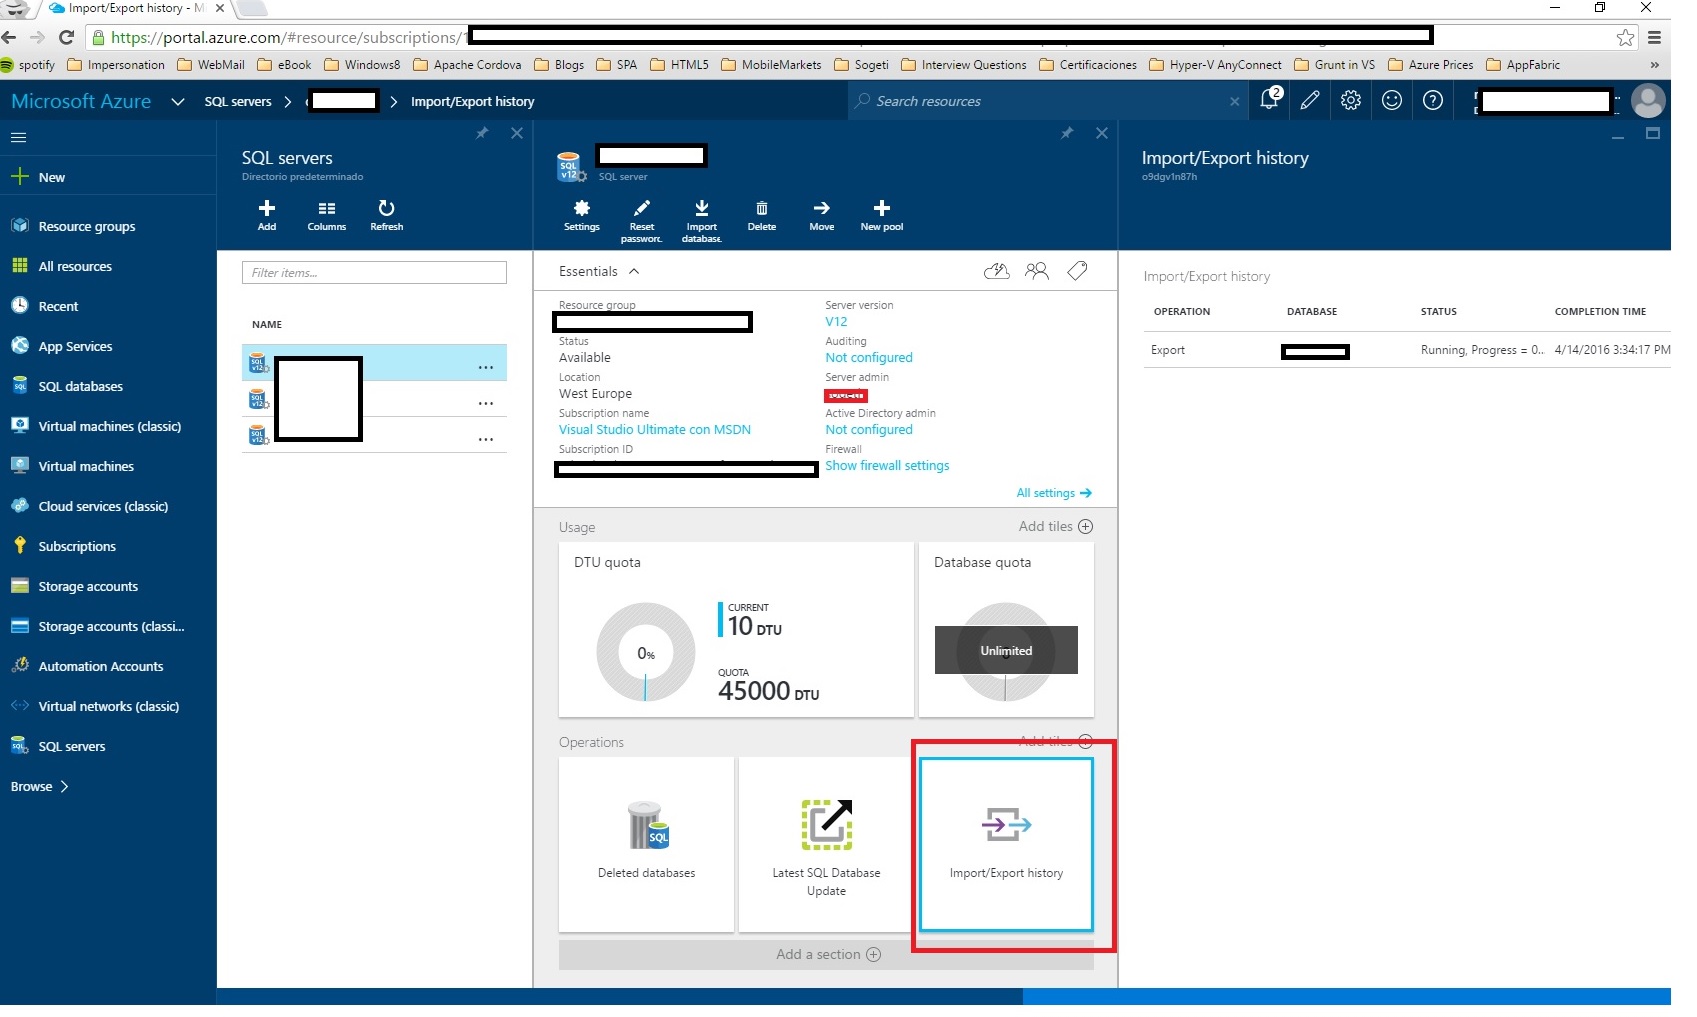 Import/Export history - M
https://portal.azure.com/#resource/subscriptions/
spotify Impersonation WebMail eBook Windows8 Apache Cordova Blogs SPA HTML5 MobileMarkets Sogeti Interview Questions Certificaciones Hyper-V AnyConnect Grunt in VS Azure Prices AppFabric »
Microsoft Azure SQL servers Import/Export history Search resources 2
New
Resource groups
All resources
Recent
App Services
SQL databases
Virtual machines (classic)
Virtual machines
Cloud services (classic)
Subscriptions
Storage accounts
Storage accounts (classi...
Automation Accounts
Virtual networks (classic)
SQL servers
Browse
SQL servers
Directorio predeterminado
Add Columns Refresh
Filter items...
NAME
SQL v12 ...
SQL v12 ...
SQL v12 ...
SQL v12
SQL server
Settings Reset password Import database Delete Move New pool
Essentials
Resource group
Status
Available
Location
West Europe
Subscription name
Visual Studio Ultimate con MSDN
Subscription ID
Server version
V12
Auditing
Not configured
Server admin
Active Directory admin
Not configured
Firewall
Show firewall settings
All settings
Usage Add tiles
DTU quota
0%
CURRENT
10 DTU
QUOTA
45000 DTU
Database quota
Unlimited
Operations Add tiles
SQL
Deleted databases
Latest SQL Database
Update
Import/Export history
Add a section
Import/Export history
o9dgv1n87h
Import/Export history
OPERATION DATABASE STATUS COMPLETION TIME
Export Running, Progress = 0... 4/14/2016 3:34:17 PM